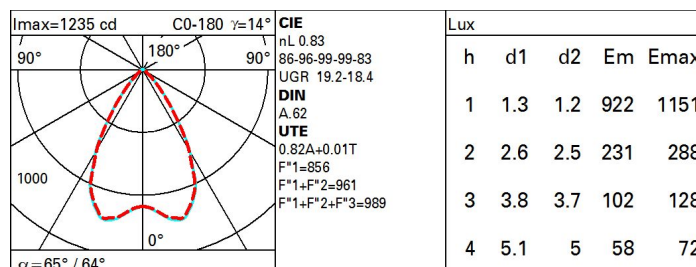 Imax=1235 cd C0-180 γ=14°
90° 180° 90°
1000
0°
α=65° / 64°
CIE
nL 0.83
86-96-99-99-83
UGR 19.2-18.4
DIN
A.62
UTE
0.82A+0.01T
F"1=856
F"1+F"2=961
F"1+F"2+F"3=989
Lux
h d1 d2 Em Emax
1 1.3 1.2 922 1151
2 2.6 2.5 231 288
3 3.8 3.7 102 128
4 5.1 5 58 72